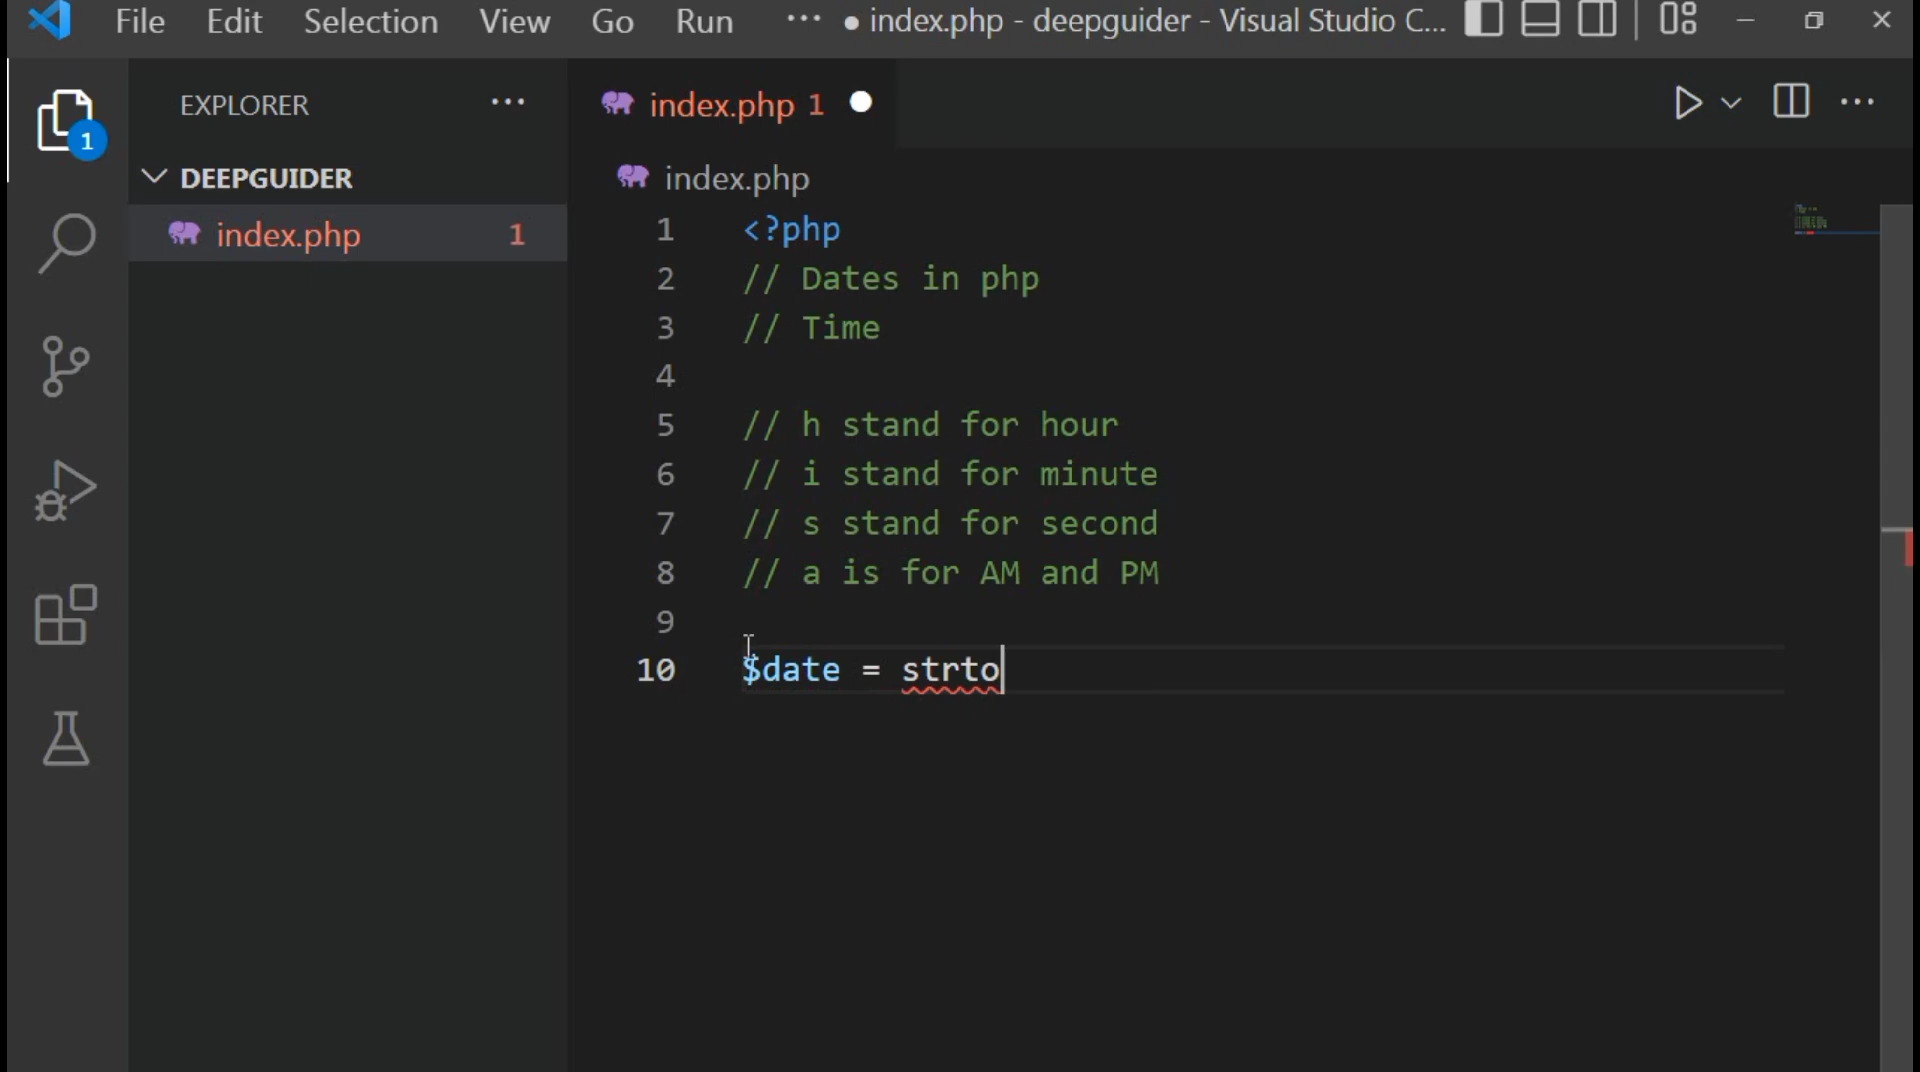 File Edit Selection View Go Run ··· ● index.php - deepguider - Visual Studio C...
EXPLORER ···
index.php 1 ●
1
DEEPGUIDER
index.php
index.php 1
1 <?php
2 // Dates in php
3 // Time
4
5 // h stand for hour
6 // i stand for minute
7 // s stand for second
8 // a is for AM and PM
9
10 $date = strto